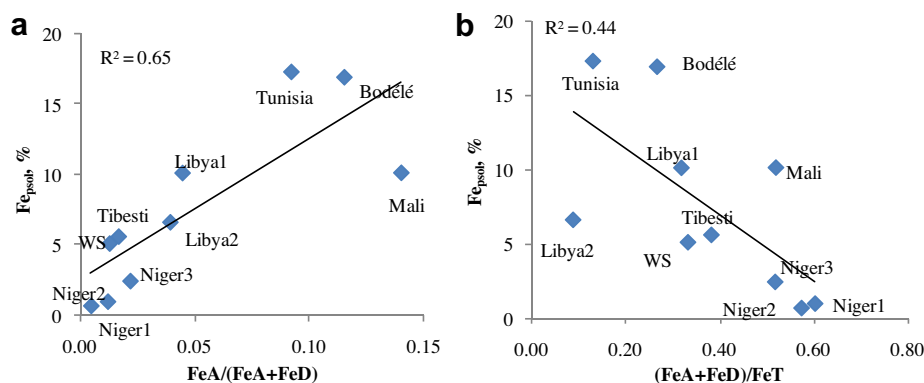 a
R² = 0.65
Fepsol, %
20
15
10
5
0
Tunisia
Bodélé
Libya1
Mali
Tibesti
WS
Libya2
Niger3
Niger2
Niger1
0.00
0.05
0.10
0.15
FeA/(FeA+FeD)
b
R² = 0.44
Fepsol, %
20
15
10
5
0
Tunisia
Bodélé
Libya1
Mali
Libya2
Tibesti
WS
Niger3
Niger2
Niger1
0.00
0.20
0.40
0.60
0.80
(FeA+FeD)/FeT